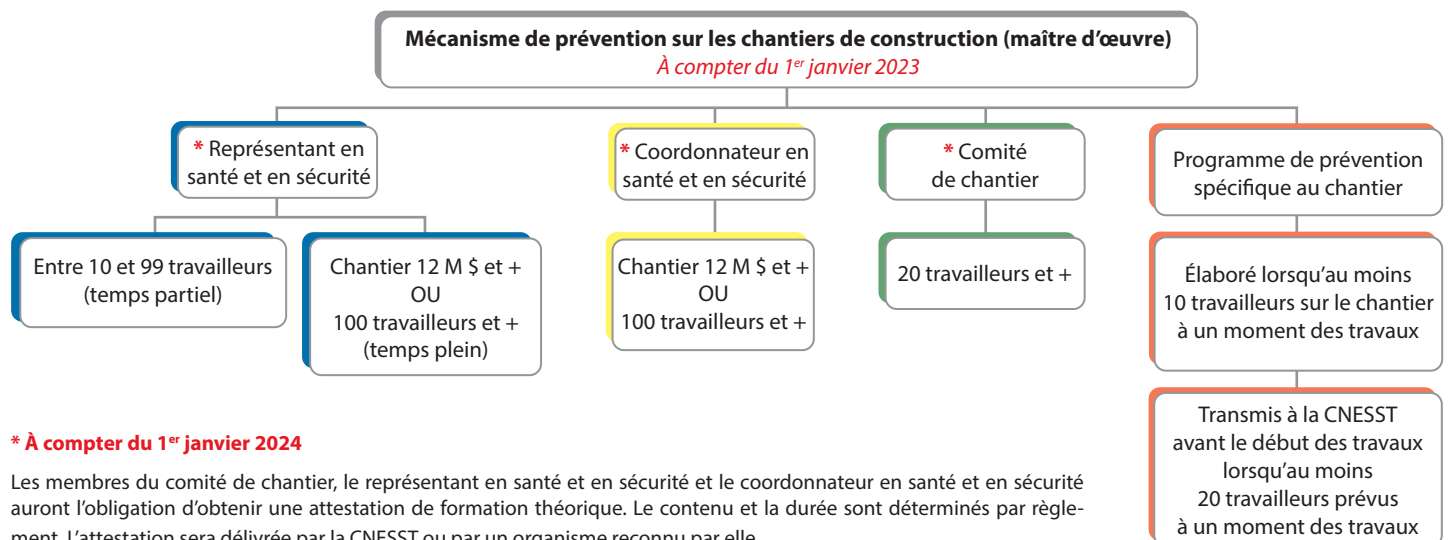 Mécanisme de prévention sur les chantiers de construction (maître d'œuvre)
À compter du 1er janvier 2023
* Représentant en
santé et en sécurité
Entre 10 et 99 travailleurs
(temps partiel)
Chantier 12 M $ et +
OU
100 travailleurs et +
(temps plein)
* Coordonnateur en
santé et en sécurité
Chantier 12 M $ et +
OU
100 travailleurs et +
* Comité
de chantier
20 travailleurs et +
Programme de prévention
spécifique au chantier
Élaboré lorsqu'au moins
10 travailleurs sur le chantier
à un moment des travaux
Transmis à la CNESST
avant le début des travaux
lorsqu'au moins
20 travailleurs prévus
à un moment des travaux
* À compter du 1er janvier 2024
Les membres du comité de chantier, le représentant en santé et en sécurité et le coordonnateur en santé et en sécurité
auront l'obligation d'obtenir une attestation de formation théorique. Le contenu et la durée sont déterminés par règle-
ment. L'attestation sera délivrée par la CNESST ou par un organisme reconnu par elle.